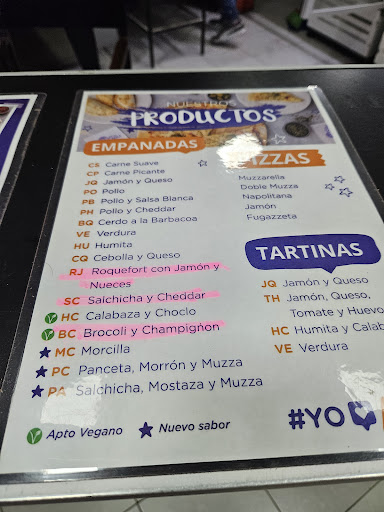 NUESTROS
PRODUCTOS
EMPANADAS
CS Carne Suave
CP Carne Picante
JQ Jamón y Queso
PO Pollo
PB Pollo y Salsa Blanca
PH Pollo y Cheddar
BQ Cerdo a la Barbacoa
VE Verdura
HU Humita
CQ Cebolla y Queso
RJ Roquefort con Jamón y
Nueces
SC Salchicha y Cheddar
HC Calabaza y Choclo
BC Brocoli y Champignon
MC Morcilla
PC Panceta, Morrón y Muzza
PA Salchicha, Mostaza y Muzza
Apto Vegano Nuevo sabor
PIZZAS
Muzzarella
Doble Muzza
Napolitana
Jamón
Fugazzeta
TARTINAS
JQ Jamón y Queso
TH Jamón, Queso,
Tomate y Huevo
HC Humita y Calab
VE Verdura
#YO